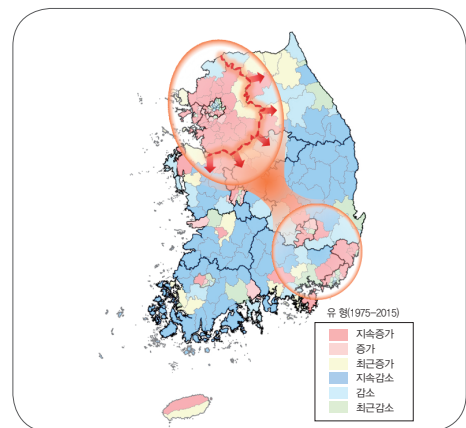 유 형(1975-2015)
지속증가
증가
최근증가
지속감소
감소
최근감소